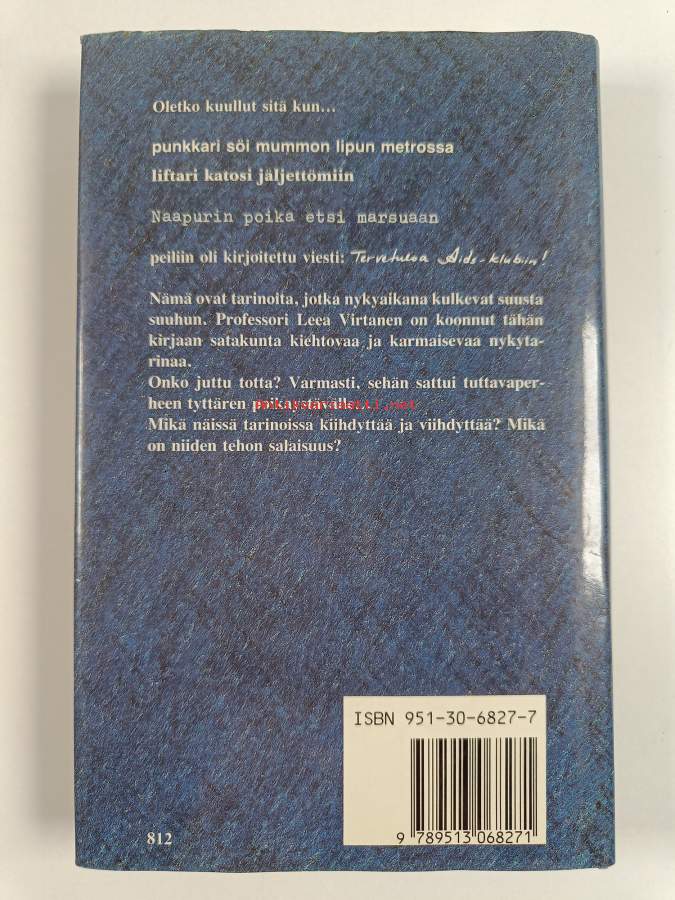 Oletko kuullut sitä kun...
punkkari söi mummon lipun metrossa
liftari katosi jäljettömiin
Naapurin poika etsi marsuaan
peiliin oli kirjoitettu viesti: Tervetuloa Aids-klubiin!
Nämä ovat tarinoita, jotka nykyaikana kulkevat suusta
suuhun. Professori Leea Virtanen on koonnut tähän
kirjaan satakunta kiehtovaa ja karmaisevaa nykyta-
rinaa.
Onko juttu totta? Varmasti, sehän sattui tuttavaper-
heen tyttären poikaystävälle.
Mikä näissä tarinoissa kiihdyttää ja viihdyttää? Mikä
on niiden tehon salaisuus?
ISBN 951-30-6827-7
9 789513 068271
812